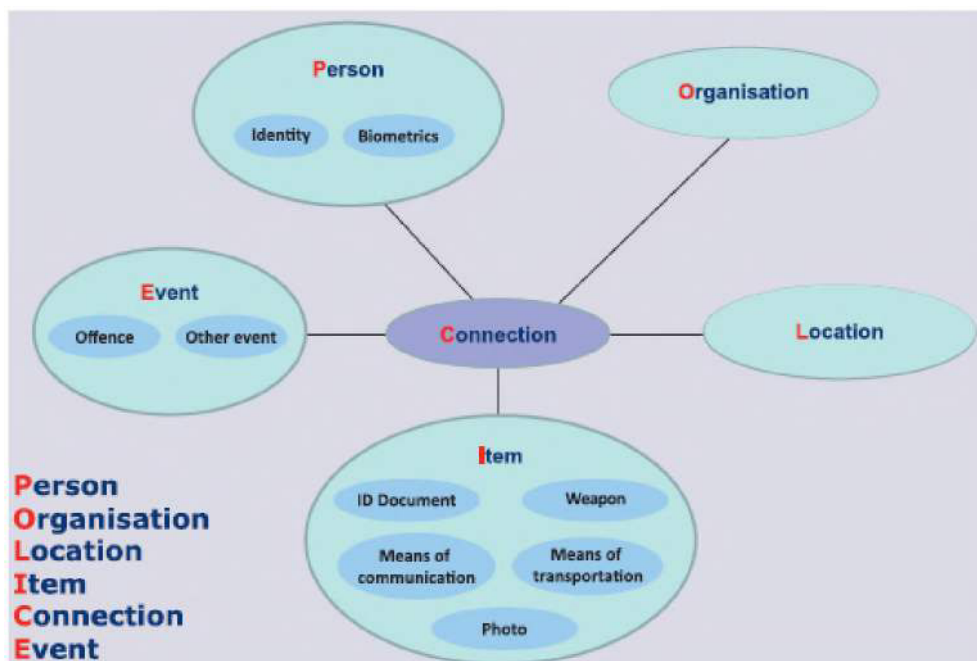 Person
Identity
Biometrics
Organisation
Event
Offence
Other event
Connection
Location
Item
ID Document
Weapon
Means of
communication
Means of
transportation
Photo
Person
Organisation
Location
Item
Connection
Event